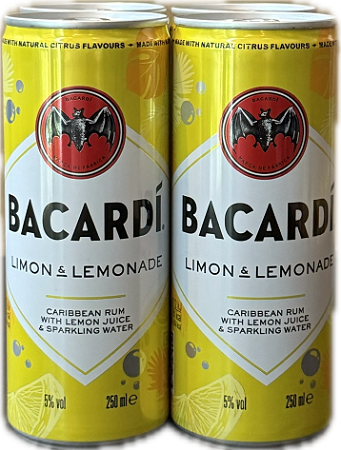 MADE WITH NATURAL CITRUS FLAVOURS
MADE WITH NATURAL CITRUS FLAVOURS
BACARDÍ
BACARDÍ
BACARDÍ
LIMON & LEMONADE
CARIBBEAN RUM
WITH LEMON JUICE
& SPARKLING WATER
5% vol
250 ml e
BACARDÍ
LIMON & LEMONADE
CARIBBEAN RUM
WITH LEMON JUICE
& SPARKLING WATER
5% vol
250 ml e